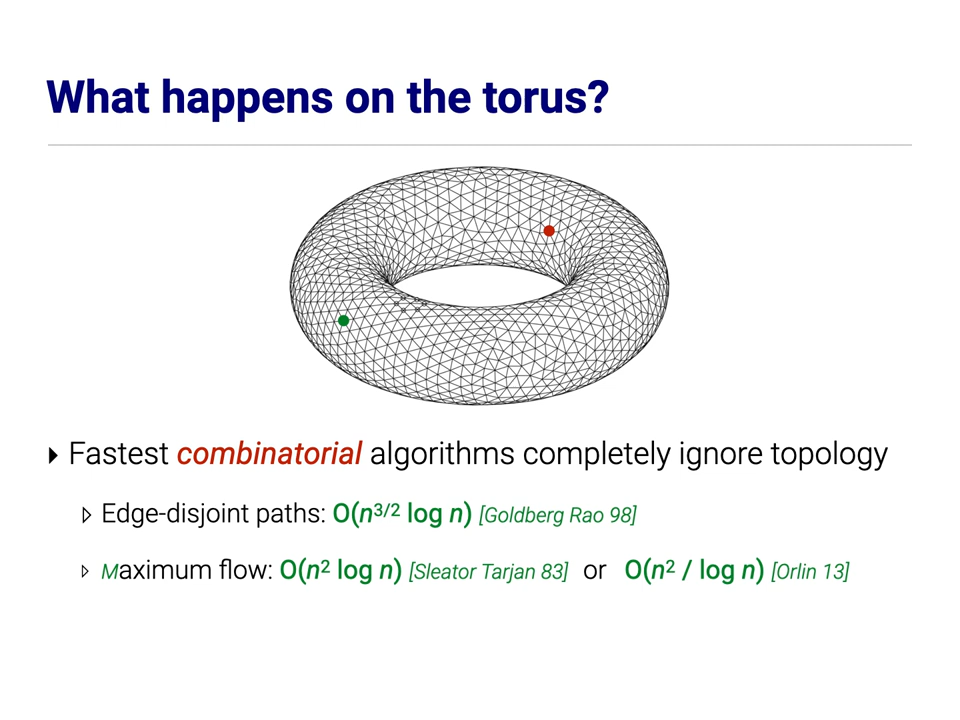 What happens on the torus?
Fastest combinatorial algorithms completely ignore topology
Edge-disjoint paths: O(n³/² log n) [Goldberg Rao 98]
Maximum flow: O(n² log n) [Sleator Tarjan 83] or O(n² / log n) [Orlin 13]